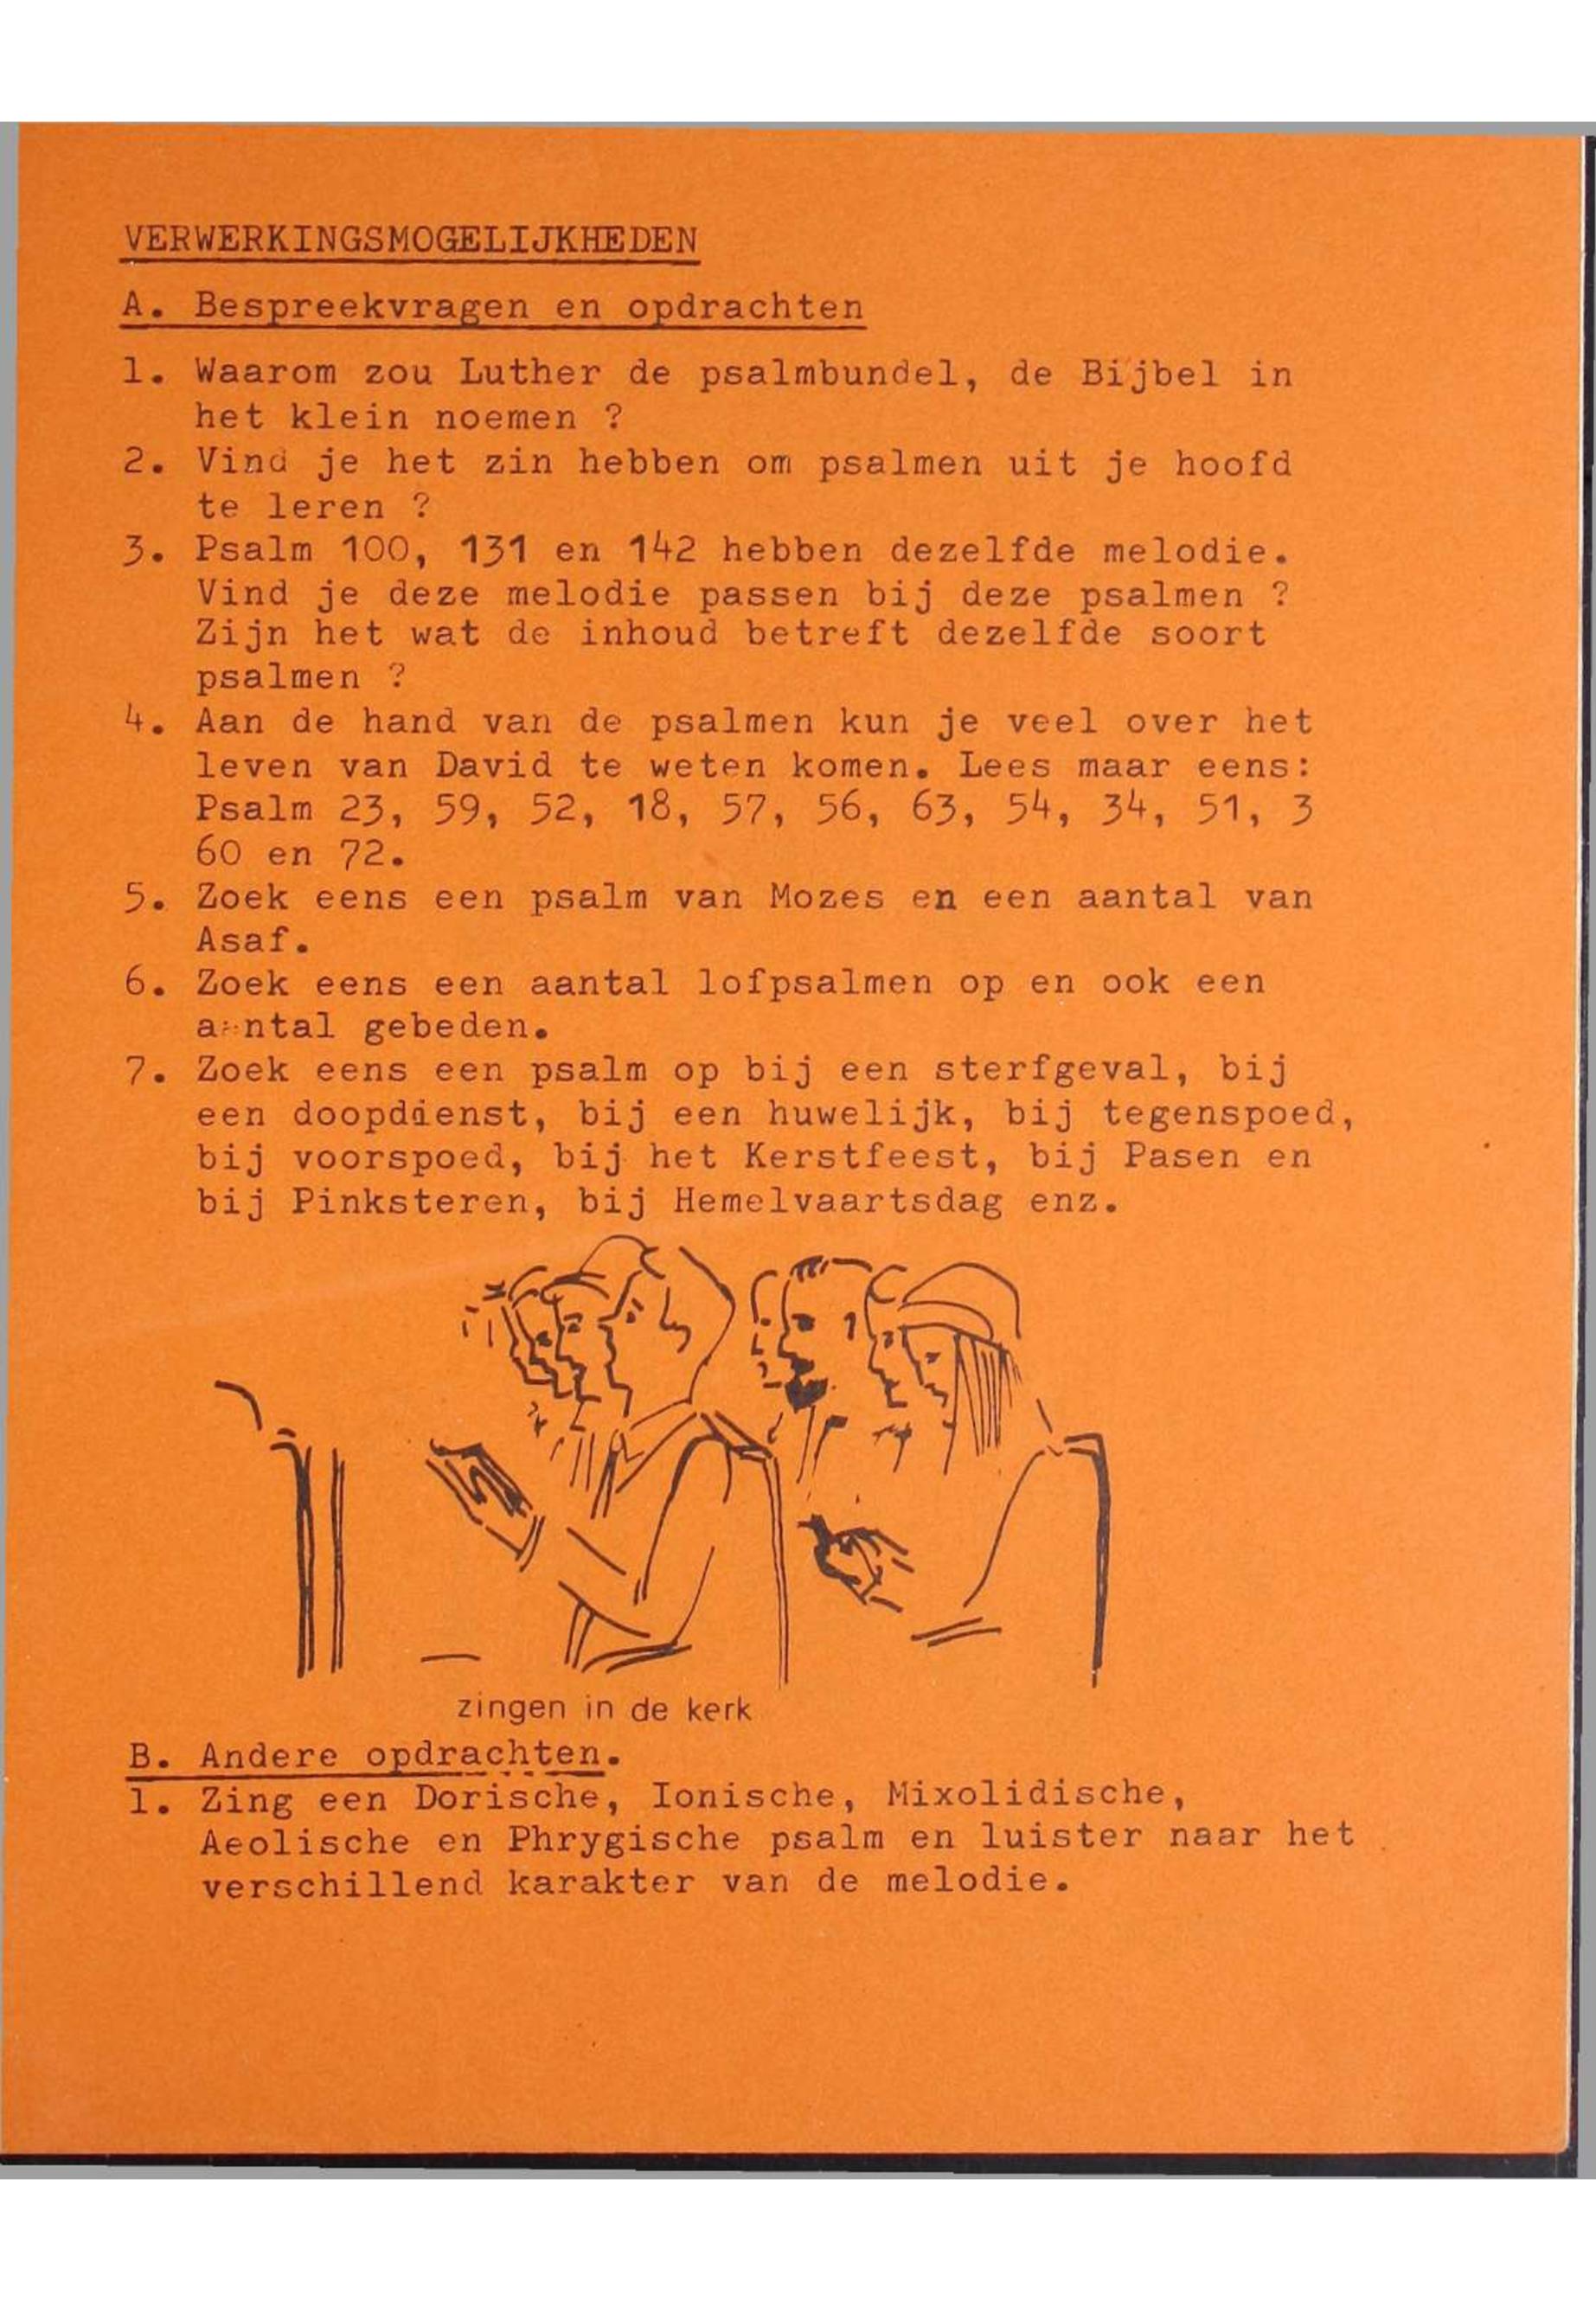 VERWERKINGSMOGELIJKHEDEN
A. Bespreekvragen en opdrachten
1. Waarom zou Luther de psalmbundel, de Bijbel in
het klein noemen ?
2. Vind je het zin hebben om psalmen uit je hoofd
te leren ?
3. Psalm 100, 131 en 142 hebben dezelfde melodie.
Vind je deze melodie passen bij deze psalmen ?
Zijn het wat de inhoud betreft dezelfde soort
psalmen ?
4. Aan de hand van de psalmen kun je veel over het
leven van David te weten komen. Lees maar eens:
Psalm 23, 59, 52, 18, 57, 56, 63, 54, 34, 51, 3
60 en 72.
5. Zoek eens een psalm van Mozes en een aantal van
Asaf.
6. Zoek eens een aantal lofpsalmen op en ook een
aantal gebeden.
7. Zoek eens een psalm op bij een sterfgeval, bij
een doopdienst, bij een huwelijk, bij tegenspoed,
bij voorspoed, bij het Kerstfeest, bij Pasen en
bij Pinksteren, bij Hemelvaartsdag enz.
zingen in de kerk
B. Andere opdrachten.
1. Zing een Dorische, Ionische, Mixolidische,
Aeolische en Phrygische psalm en luister naar het
verschillend karakter van de melodie.